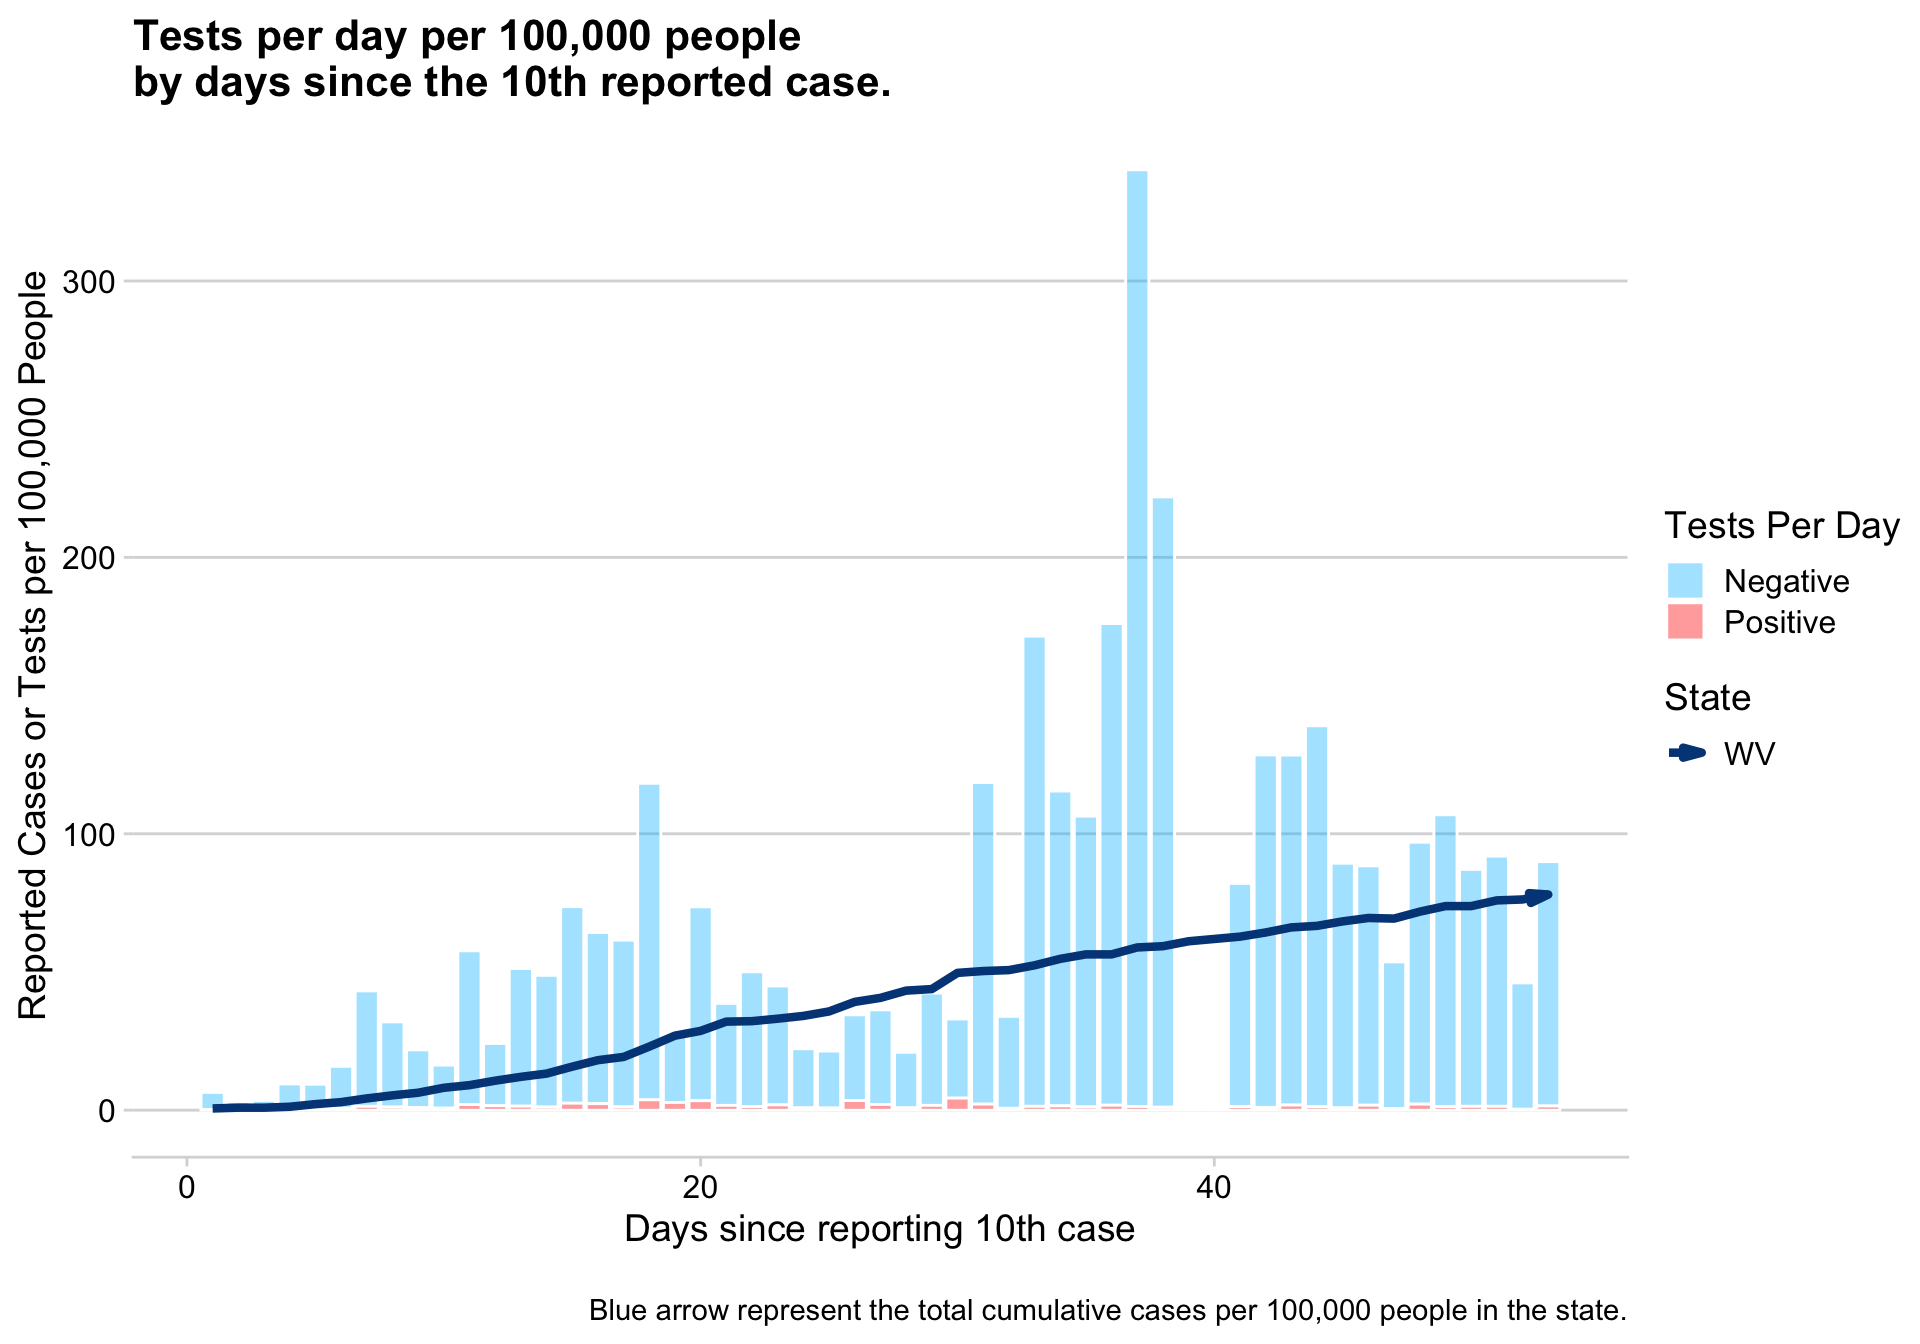 Tests per day per 100,000 people
by days since the 10th reported case.
Reported Cases or Tests per 100,000 People
300
200
100
0
0
20
40
Days since reporting 10th case
Tests Per Day
Negative
Positive
State
WV
Blue arrow represent the total cumulative cases per 100,000 people in the state.